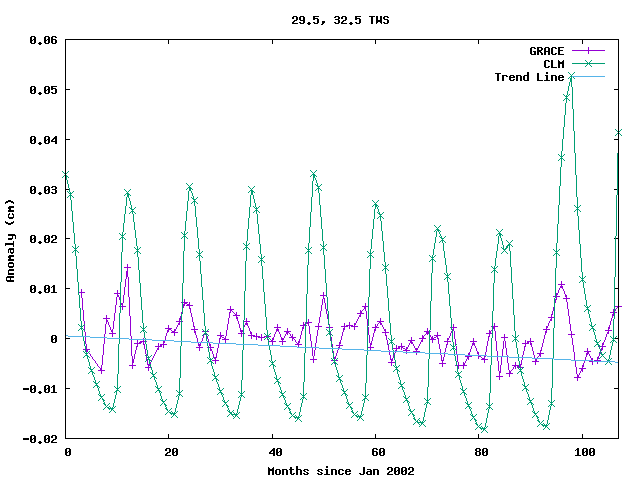 29.5, 32.5 TWS
GRACE
CLM
Trend Line
Anomaly (cm)
0.06
0.05
0.04
0.03
0.02
0.01
0
-0.01
-0.02
0 20 40 60 80 100
Months since Jan 2002